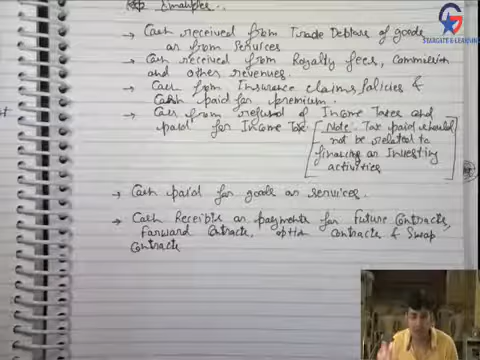 Examples.
→ Cash received from Trade Debtors of goods
or from Services
→ Cash received from Royalty fees, Commission
and other revenues.
→ Cash from Insurance claims, Policies &
Cash paid for premium.
→ Cash from refund of Income Taxes and
paid for Income Tax
Note: Tax paid should
not be related to
financing or Investing
activities
→ Cash paid for goods or services.
→ Cash Receipts or payments for Future Contracts,
Forward Contracts, Contracts & Swap
Contracts
STARGATE E-LEARNING